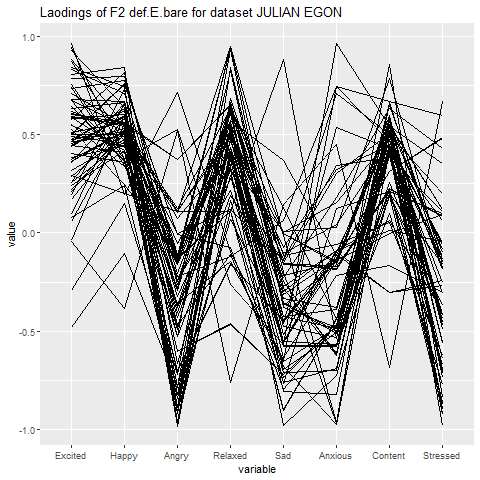 Laodings of F2 def.E.bare for dataset JULIAN EGON
1.0
0.5
0.0
-0.5
-1.0
value
Excited Happy Angry Relaxed Sad Anxious Content Stressed
variable